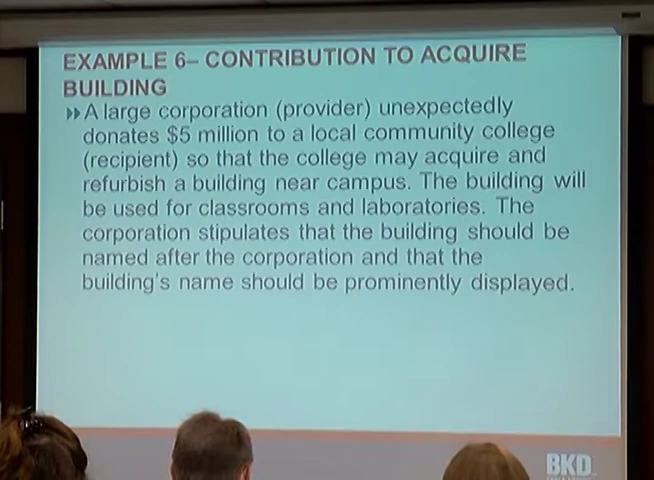 EXAMPLE 6– CONTRIBUTION TO ACQUIRE
BUILDING
A large corporation (provider) unexpectedly
donates $5 million to a local community college
(recipient) so that the college may acquire and
refurbish a building near campus. The building will
be used for classrooms and laboratories. The
corporation stipulates that the building should be
named after the corporation and that the
building's name should be prominently displayed.
BKD